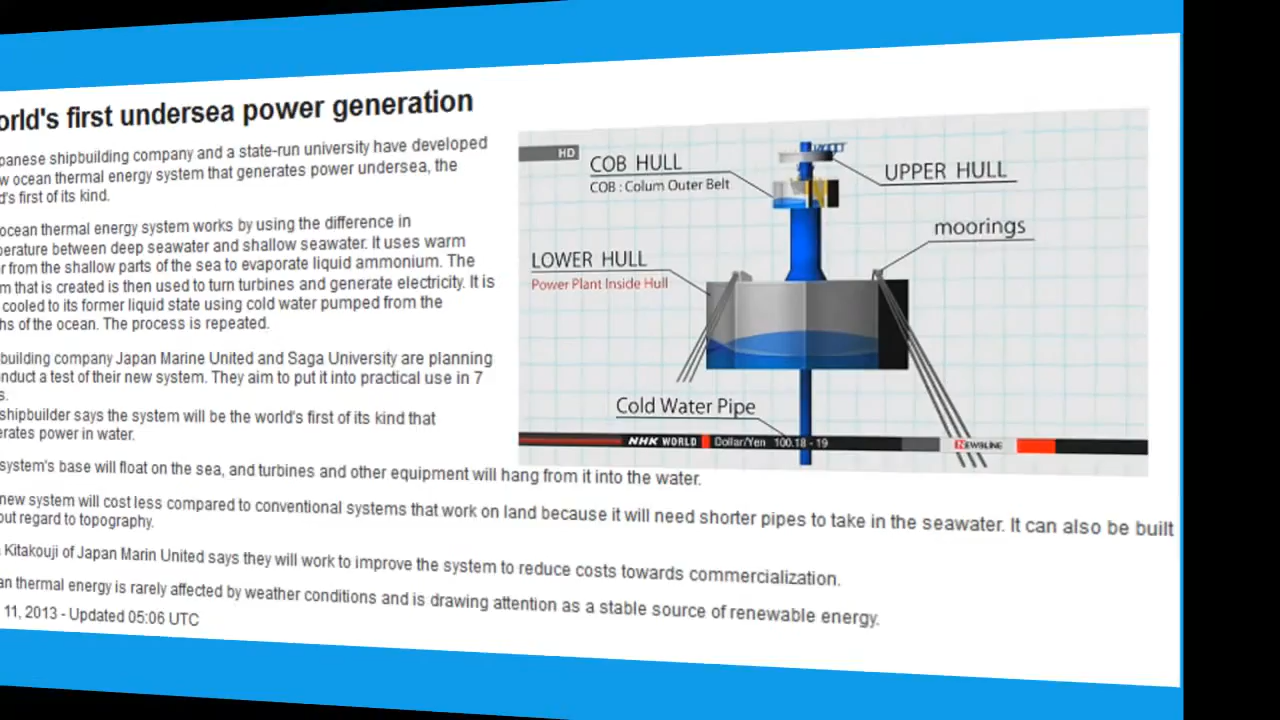 orld's first undersea power generation
panese shipbuilding company and a state-run university have developed
w ocean thermal energy system that generates power undersea, the
d's first of its kind.
ocean thermal energy system works by using the difference in
perature between deep seawater and shallow seawater. It uses warm
r from the shallow parts of the sea to evaporate liquid ammonium. The
m that is created is then used to turn turbines and generate electricity. It is
cooled to its former liquid state using cold water pumped from the
hs of the ocean. The process is repeated.
building company Japan Marine United and Saga University are planning
nduct a test of their new system. They aim to put it into practical use in 7
s.
shipbuilder says the system will be the world's first of its kind that
erates power in water.
system's base will float on the sea, and turbines and other equipment will hang from it into the water.
new system will cost less compared to conventional systems that work on land because it will need shorter pipes to take in the seawater. It can also be built
out regard to topography.
Kitakouji of Japan Marin United says they will work to improve the system to reduce costs towards commercialization.
an thermal energy is rarely affected by weather conditions and is drawing attention as a stable source of renewable energy.
11, 2013 - Updated 05:06 UTC
HD
COB HULL
COB : Colum Outer Belt
UPPER HULL
moorings
LOWER HULL
Power Plant Inside Hull
Cold Water Pipe
NHK WORLD Dollar/Yen 100.18 - 19 NEWSLINE